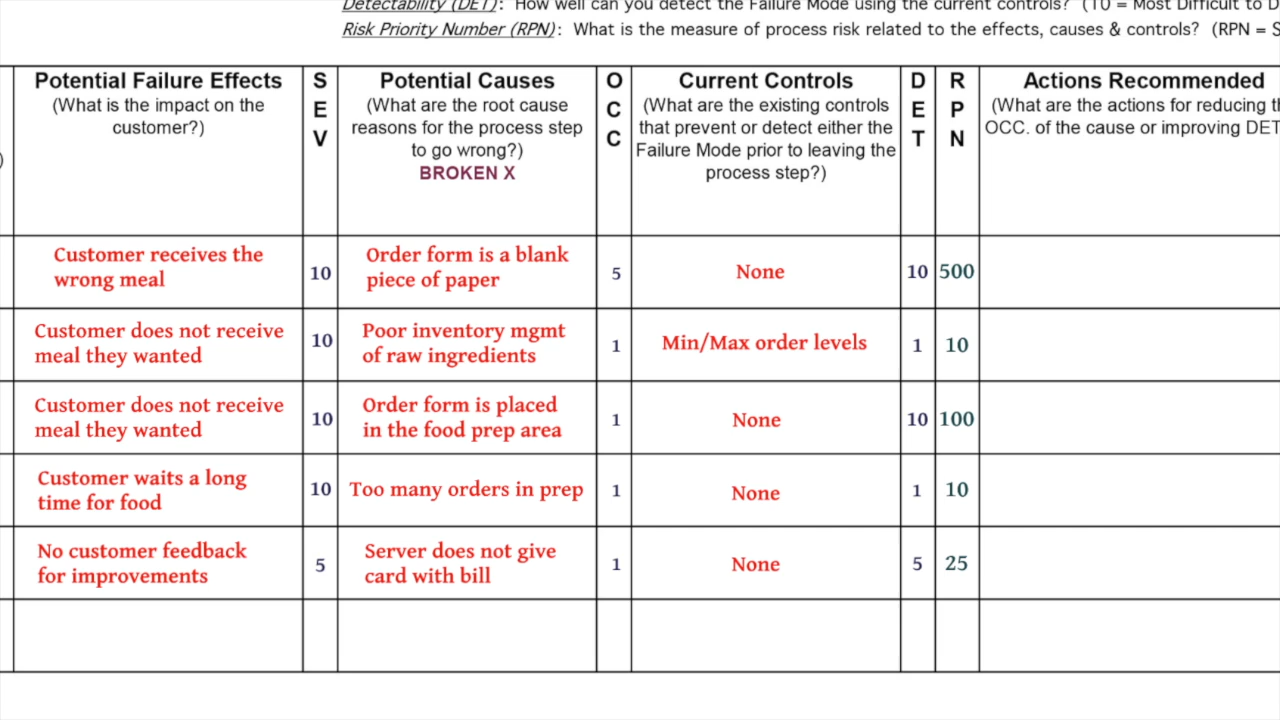 Detectability (DET): How well can you detect the Failure Mode using the current controls? (10 = Most Difficult to D
Risk Priority Number (RPN): What is the measure of process risk related to the effects, causes & controls? (RPN = S
Potential Failure Effects
(What is the impact on the
customer?)
S
E
V
Potential Causes
(What are the root cause
reasons for the process step
to go wrong?)
BROKEN X
O
C
C
Current Controls
(What are the existing controls
that prevent or detect either the
Failure Mode prior to leaving the
process step?)
D
E
T
R
P
N
Actions Recommended
(What are the actions for reducing th
OCC. of the cause or improving DET
)
Customer receives the
wrong meal
10
Order form is a blank
piece of paper
5
None
10
500
Customer does not receive
meal they wanted
10
Poor inventory mgmt
of raw ingredients
1
Min/Max order levels
1
10
Customer does not receive
meal they wanted
10
Order form is placed
in the food prep area
1
None
10
100
Customer waits a long
time for food
10
Too many orders in prep
1
None
1
10
No customer feedback
for improvements
5
Server does not give
card with bill
1
None
5
25